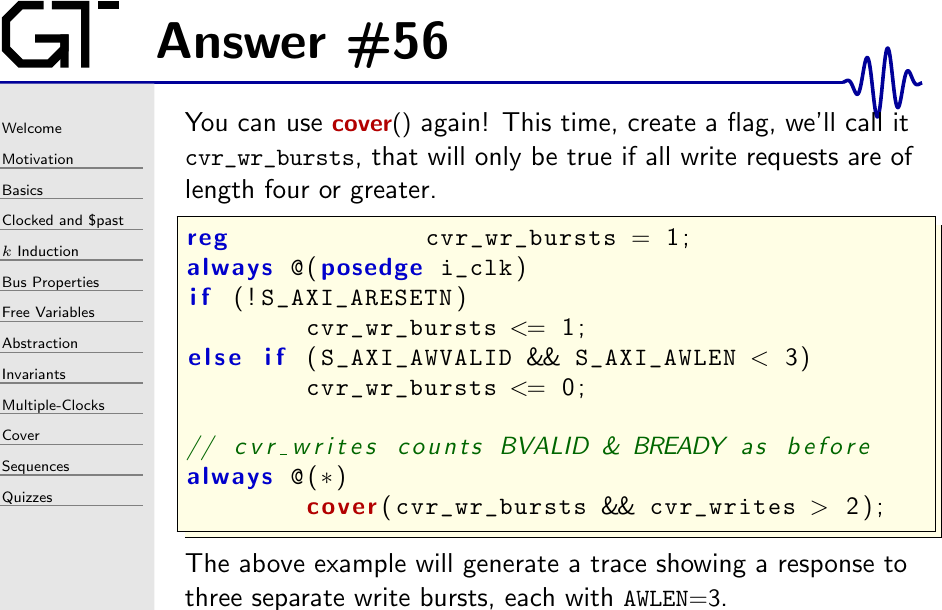 GT
Answer #56
Welcome
Motivation
Basics
Clocked and $past
k Induction
Bus Properties
Free Variables
Abstraction
Invariants
Multiple-Clocks
Cover
Sequences
Quizzes
You can use cover() again! This time, create a flag, we'll call it
cvr_wr_bursts, that will only be true if all write requests are of
length four or greater.
reg cvr_wr_bursts = 1;
always @(posedge i_clk)
if (!S_AXI_ARESETN)
cvr_wr_bursts <= 1;
else if (S_AXI_AWVALID && S_AXI_AWLEN < 3)
cvr_wr_bursts <= 0;
// cvr_writes counts BVALID & BREADY as before
always @(*)
cover(cvr_wr_bursts && cvr_writes > 2);
The above example will generate a trace showing a response to
three separate write bursts, each with AWLEN=3.